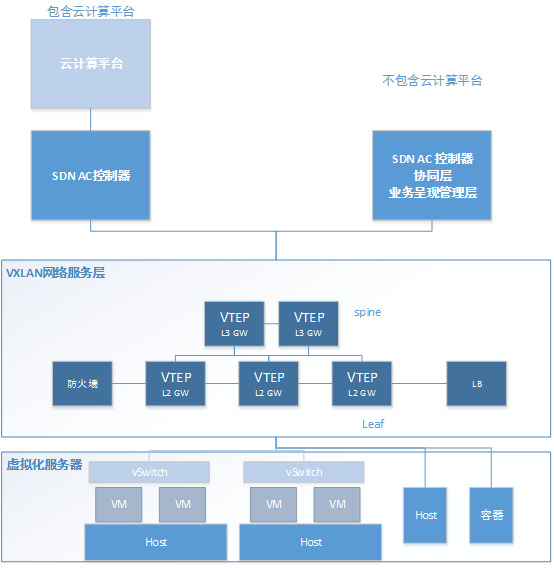 包含云计算平台
云计算平台
不包含云计算平台
SDN AC控制器
SDN AC 控制器
协同层
业务呈现管理层
VXLAN网络服务层
VTEP
L3 GW
VTEP
L3 GW
spine
防火墙
VTEP
L2 GW
VTEP
L2 GW
VTEP
L2 GW
LB
Leaf
虚拟化服务器
vSwitch
vSwitch
VM
VM
VM
VM
Host
Host
Host
容器